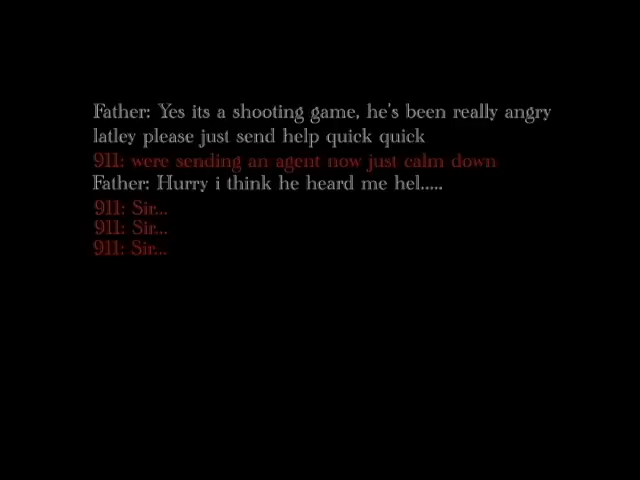 Father: Yes its a shooting game, he's been really angry
latley please just send help quick quick
911: were sending an agent now just calm down
Father: Hurry i think he heard me hel.....
911: Sir...
911: Sir...
911: Sir...